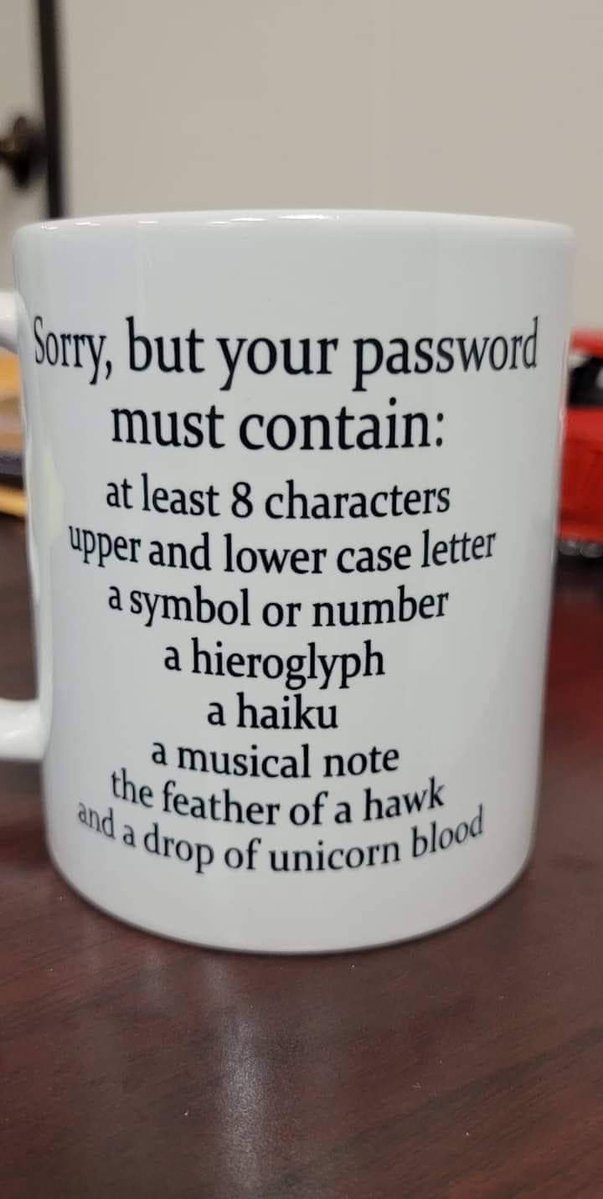 Sorry, but your password
must contain:
at least 8 characters
upper and lower case letter
a symbol or number
a hieroglyph
a haiku
a musical note
the feather of a hawk
and a drop of unicorn blood